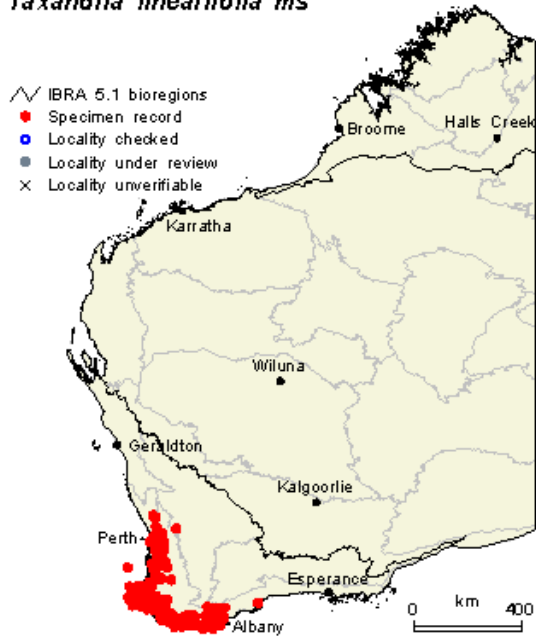 Taxandria linearifolia ms
IBRA 5.1 bioregions
Specimen record
Locality checked
Locality under review
Locality unverifiable
Broome
Halls Creek
Karratha
Wiluna
Geraldton
Kalgoorlie
Perth
Esperance
Albany
km
0 400